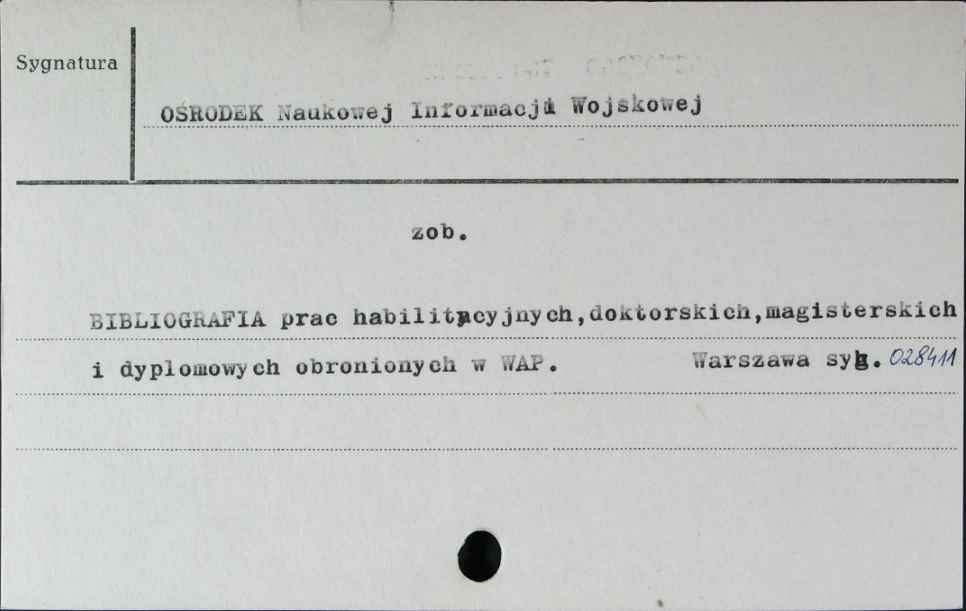 Sygnatura
OŚRODEK Naukowej Informacji Wojskowej
zob.
BIBLIOGRAFIA prac habilitacyjnych,doktorskich,magisterskich
i dyplomowych obronionych w WAP. Warszawa syg. 028411